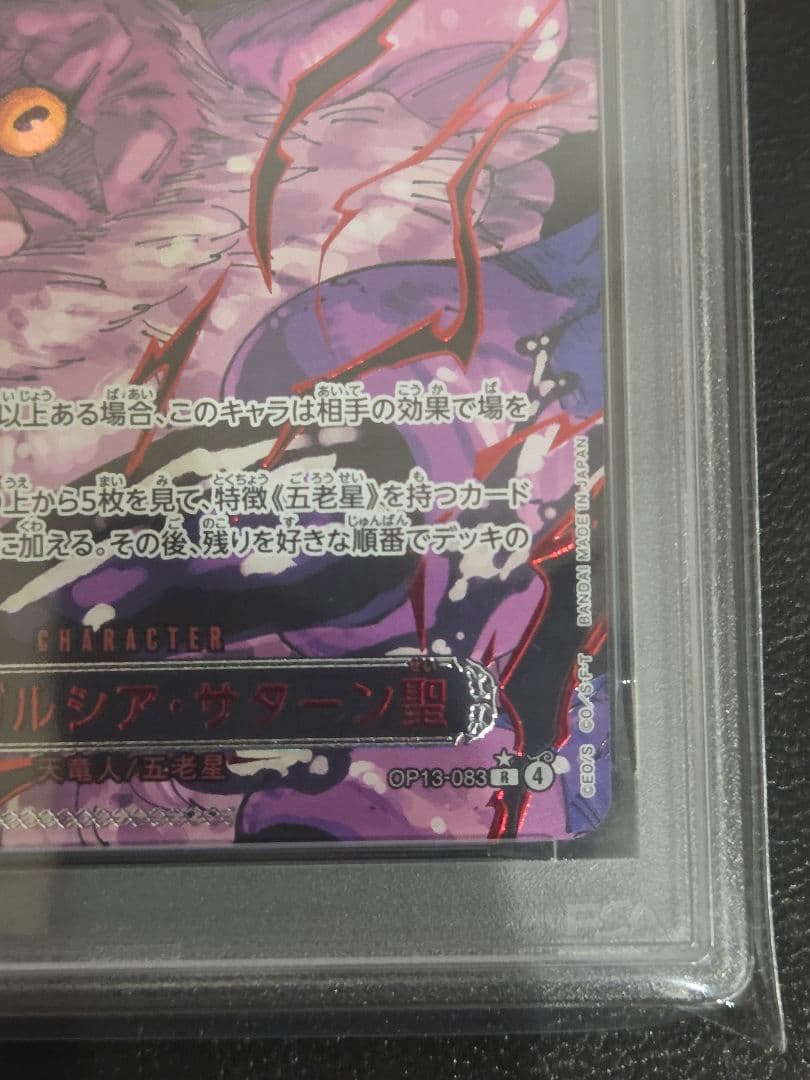 以上ある場合、このキャラは相手の効果で場を
上から5枚を見て、特徴《五老星》を持つカード
に加える。その後、残りを好きな順番でデッキの
CHARACTER
ルシア・サターン聖
天竜人/五老星
OP13-083 R 4
©EO/S ©O/S・F・T BANDAI MADE IN JAPAN
PSA